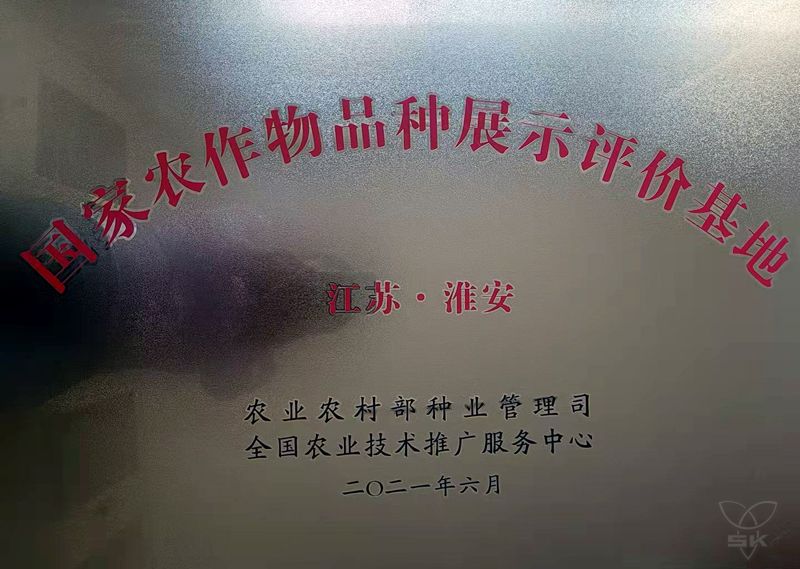 国家农作物品种展示评价基地
江苏·淮安
农业农村部种业管理司
全国农业技术推广服务中心
二〇二一年六月
SK